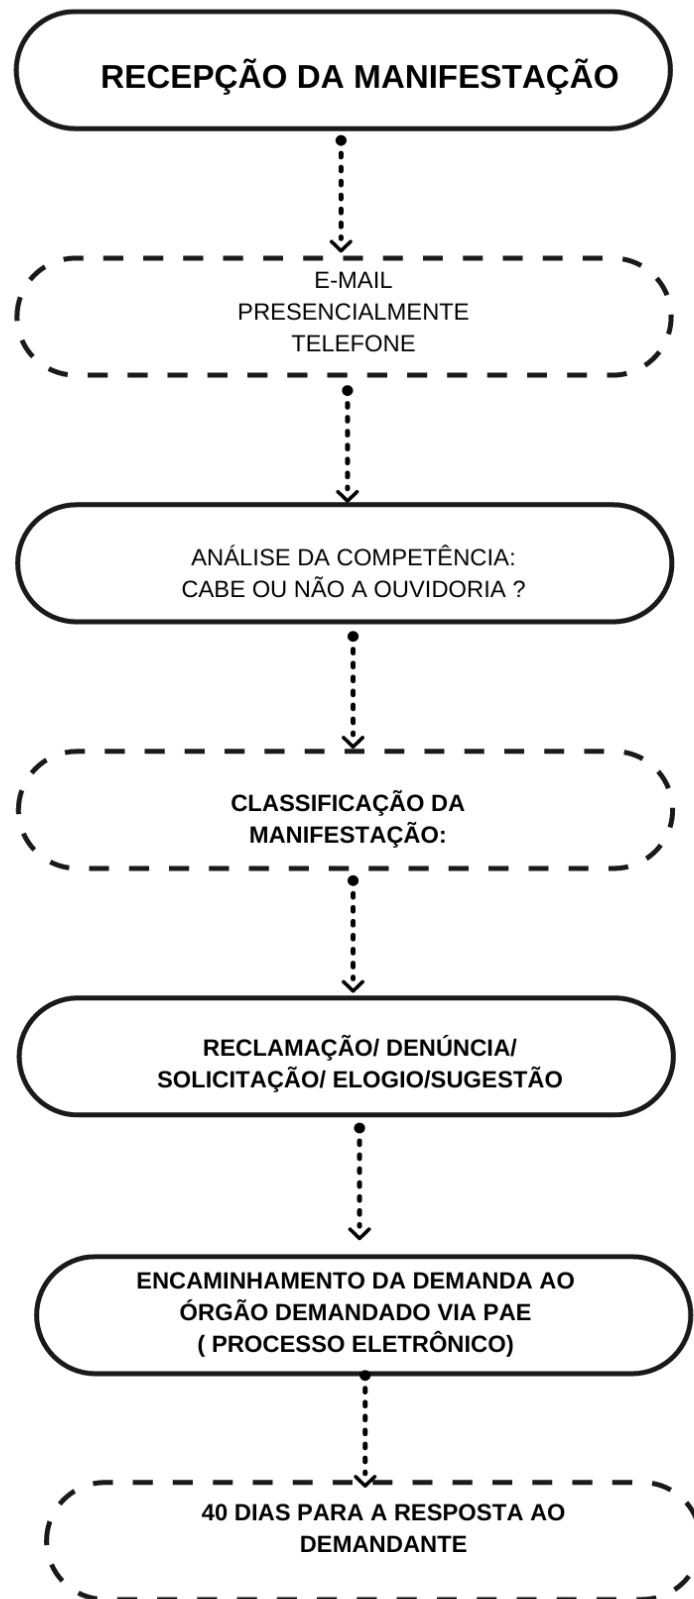 RECEPÇÃO DA MANIFESTAÇÃO
E-MAIL
PRESENCIALMENTE
TELEFONE
ANÁLISE DA COMPETÊNCIA:
CABE OU NÃO A OUVIDORIA ?
CLASSIFICAÇÃO DA
MANIFESTAÇÃO:
RECLAMAÇÃO/ DENÚNCIA/
SOLICITAÇÃO/ ELOGIO/SUGESTÃO
ENCAMINHAMENTO DA DEMANDA AO
ÓRGÃO DEMANDADO VIA PAE
( PROCESSO ELETRÔNICO)
40 DIAS PARA A RESPOSTA AO
DEMANDANTE